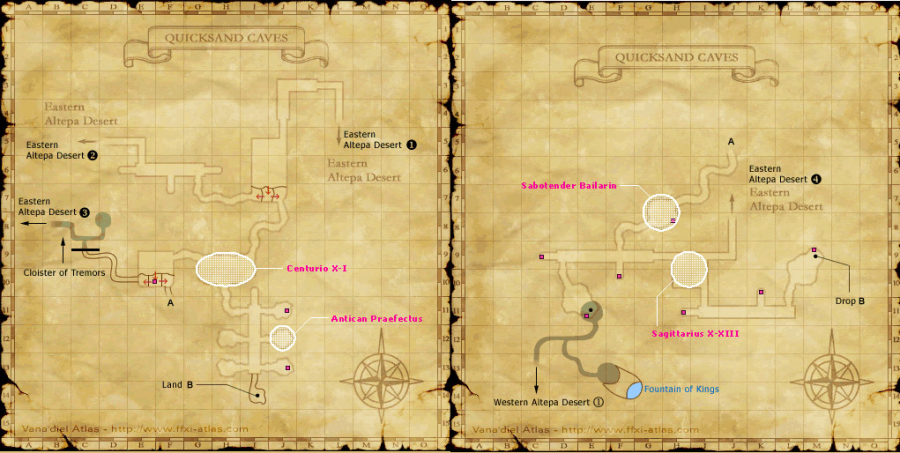 A B C D E F G H I J K L M N O
QUICKSAND CAVES
Eastern
Altepa Desert
Eastern
Altepa Desert ❷
Eastern
Altepa Desert ❶
Eastern
Altepa Desert
Eastern
Altepa Desert ❸
Cloister of Tremors
Centurio X-I
A
Antican Praefectus
Land B
Vana'diel Atlas - http://www.ffxi-atlas.com
A B C D E F G H I J K L M N O
A B C D E F G H I J K L M N O
QUICKSAND CAVES
A
Eastern
Altepa Desert ❹
Eastern
Altepa Desert
Sabotender Bailarin
Drop B
Sagittarius X-XIII
Fountain of Kings
Western Altepa Desert ①
Vana'diel Atlas - http://www.ffxi-atlas.com
A B C D E F G H I J K L M N O